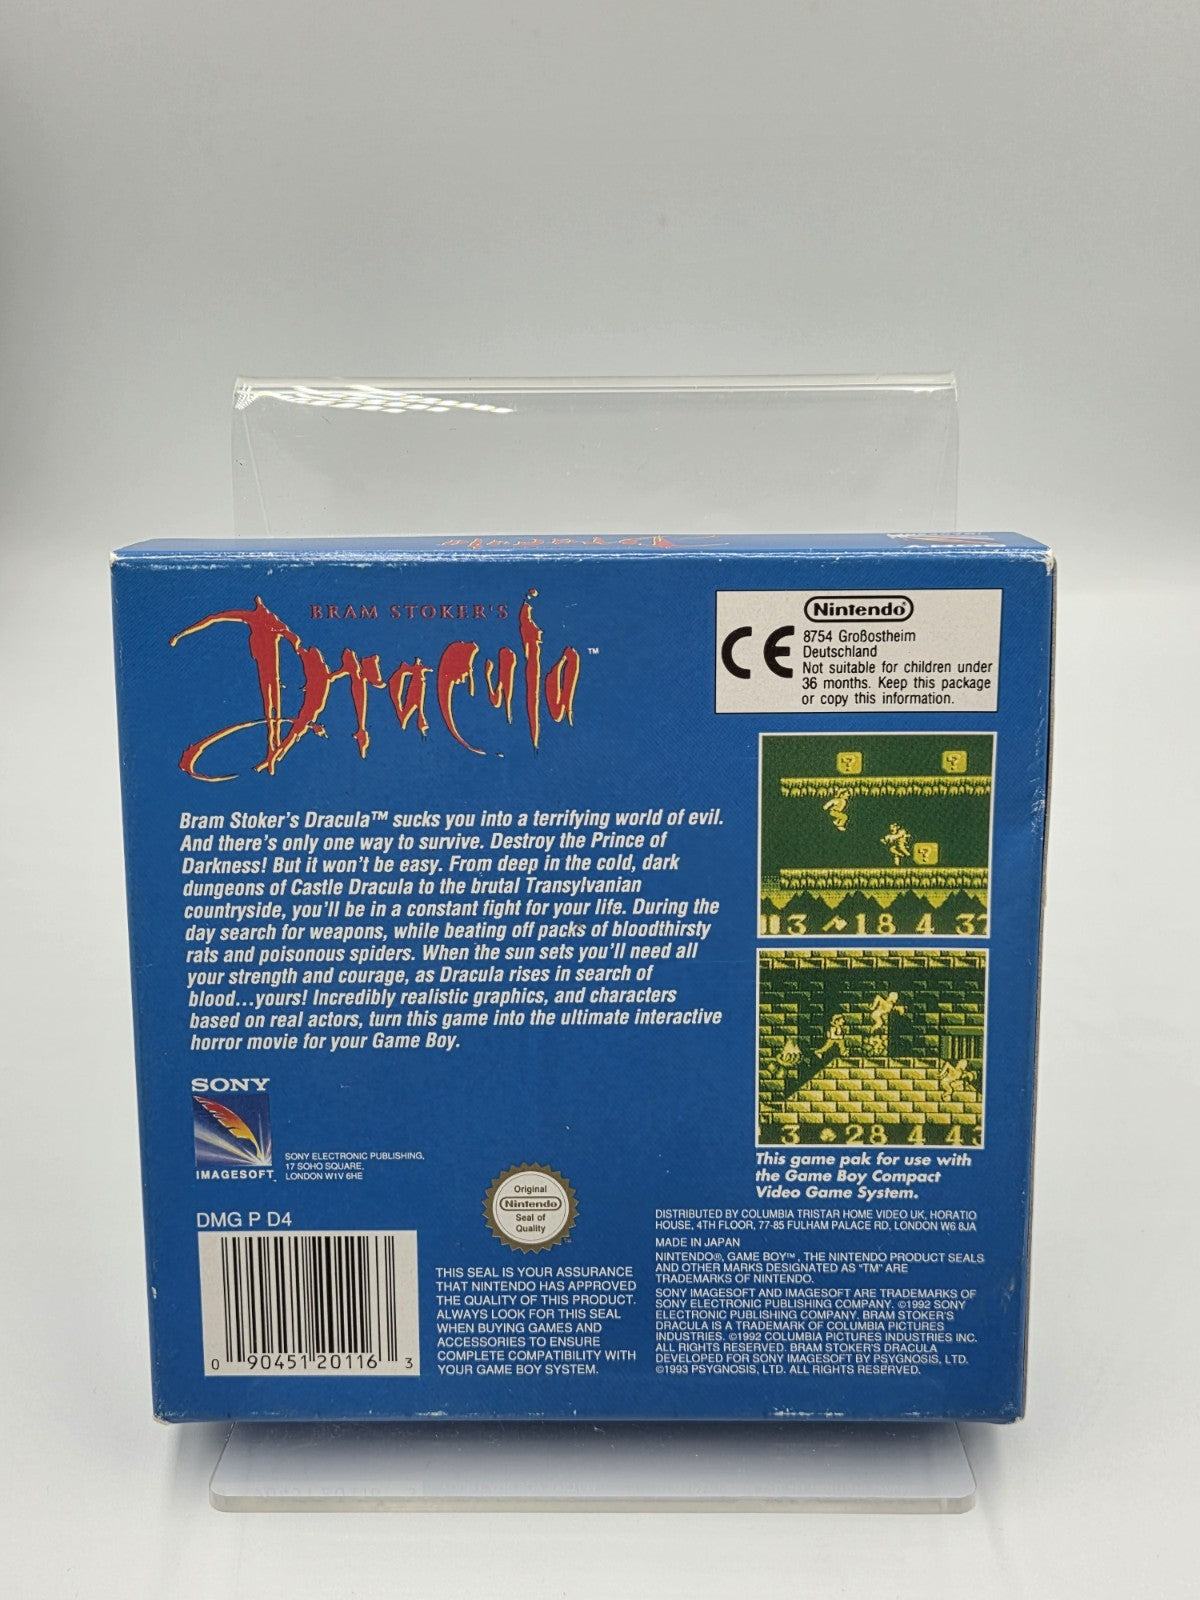 BRAM STOKER'S
Dracula™
Nintendo®
CE
8754 Großostheim
Deutschland
Not suitable for children under
36 months. Keep this package
or copy this information.
Bram Stoker's Dracula™ sucks you into a terrifying world of evil.
And there's only one way to survive. Destroy the Prince of
Darkness! But it won't be easy. From deep in the cold, dark
dungeons of Castle Dracula to the brutal Transylvanian
countryside, you'll be in a constant fight for your life. During the
day search for weapons, while beating off packs of bloodthirsty
rats and poisonous spiders. When the sun sets you'll need all
your strength and courage, as Dracula rises in search of
blood...yours! Incredibly realistic graphics, and characters
based on real actors, turn this game into the ultimate interactive
horror movie for your Game Boy.
? ?
?
3 18 4 37
3 28 4 4
This game pak for use with
the Game Boy Compact
Video Game System.
SONY
IMAGESOFT™
SONY ELECTRONIC PUBLISHING,
17 SOHO SQUARE,
LONDON W1V 6HE
DMG P D4
0 90451 20116 3
Original
Nintendo
Seal of
Quality
THIS SEAL IS YOUR ASSURANCE
THAT NINTENDO HAS APPROVED
THE QUALITY OF THIS PRODUCT.
ALWAYS LOOK FOR THIS SEAL
WHEN BUYING GAMES AND
ACCESSORIES TO ENSURE
COMPLETE COMPATIBILITY WITH
YOUR GAME BOY SYSTEM.
DISTRIBUTED BY COLUMBIA TRISTAR HOME VIDEO UK, HORATIO
HOUSE, 4TH FLOOR, 77-85 FULHAM PALACE RD, LONDON W6 8JA
MADE IN JAPAN
NINTENDO®, GAME BOY™, THE NINTENDO PRODUCT SEALS
AND OTHER MARKS DESIGNATED AS "TM" ARE
TRADEMARKS OF NINTENDO.
SONY IMAGESOFT AND IMAGESOFT ARE TRADEMARKS OF
SONY ELECTRONIC PUBLISHING COMPANY. ©1992 SONY
ELECTRONIC PUBLISHING COMPANY. BRAM STOKER'S
DRACULA IS A TRADEMARK OF COLUMBIA PICTURES
INDUSTRIES. ©1992 COLUMBIA PICTURES INDUSTRIES INC.
ALL RIGHTS RESERVED. BRAM STOKER'S DRACULA
DEVELOPED FOR SONY IMAGESOFT BY PSYGNOSIS, LTD.
©1993 PSYGNOSIS, LTD. ALL RIGHTS RESERVED.